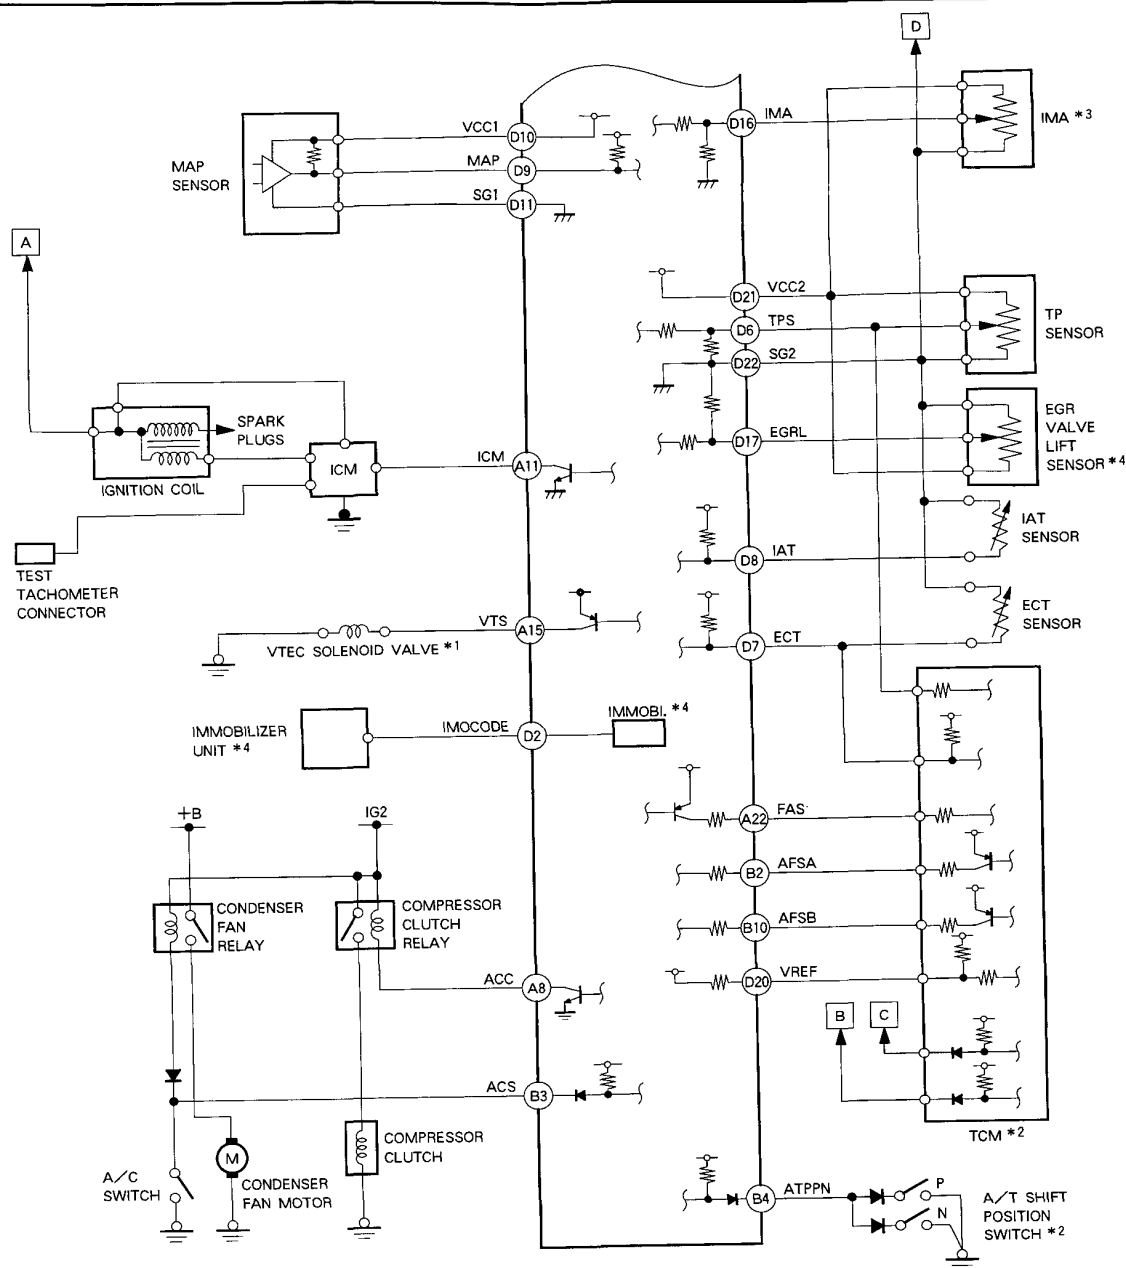 D
VCC1
D10
MAP
D9
SG1
D11
MAP
SENSOR
D16
IMA
IMA *3
A
D21
VCC2
D6
TPS
D22
SG2
TP
SENSOR
D17
EGRL
EGR
VALVE
LIFT
SENSOR *4
SPARK
PLUGS
IGNITION COIL
ICM
ICM
A11
IAT
SENSOR
D8
IAT
TEST
TACHOMETER
CONNECTOR
VTS
A15
VTEC SOLENOID VALVE *1
ECT
SENSOR
D7
ECT
IMMOBILIZER
UNIT *4
IMOCODE
D2
IMMOBI. *4
+B
IG2
A22
FAS
B2
AFSA
B10
AFSB
D20
VREF
CONDENSER
FAN
RELAY
COMPRESSOR
CLUTCH
RELAY
ACC
A8
B
C
ACS
B3
TCM *2
A/C
SWITCH
M
CONDENSER
FAN MOTOR
COMPRESSOR
CLUTCH
B4
ATPPN
P
N
A/T SHIFT
POSITION
SWITCH *2